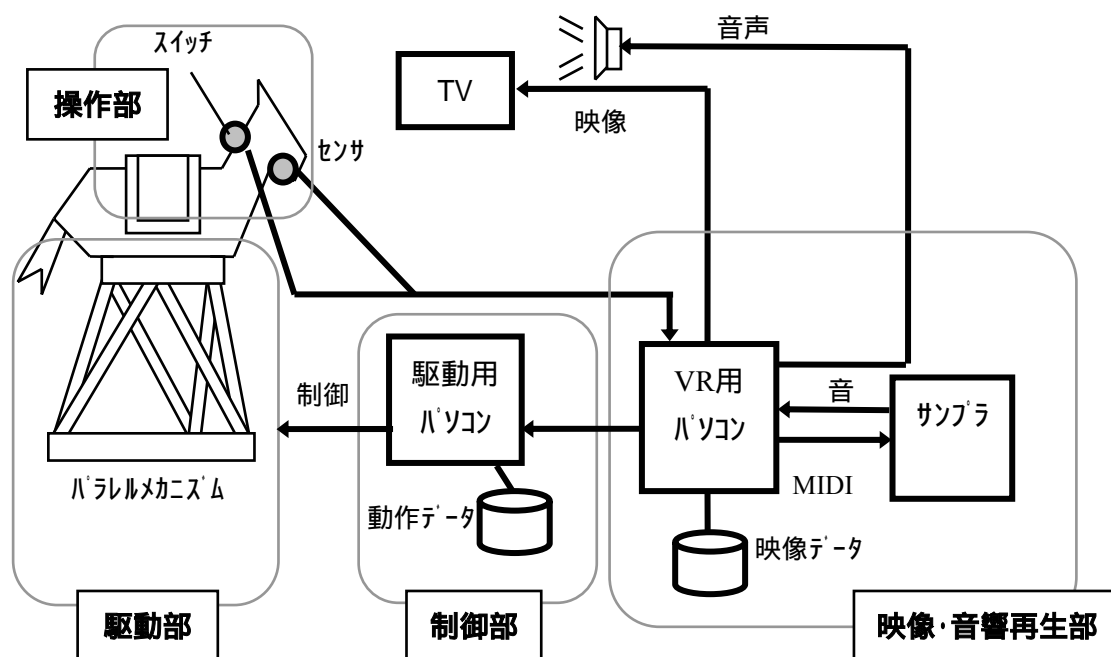 スイッチ
音声
操作部
TV
映像
センサ
制御
駆動用
パソコン
VR用
パソコン
音
サンプラ
MIDI
パラレルメカニズム
動作データ
映像データ
駆動部
制御部
映像・音響再生部